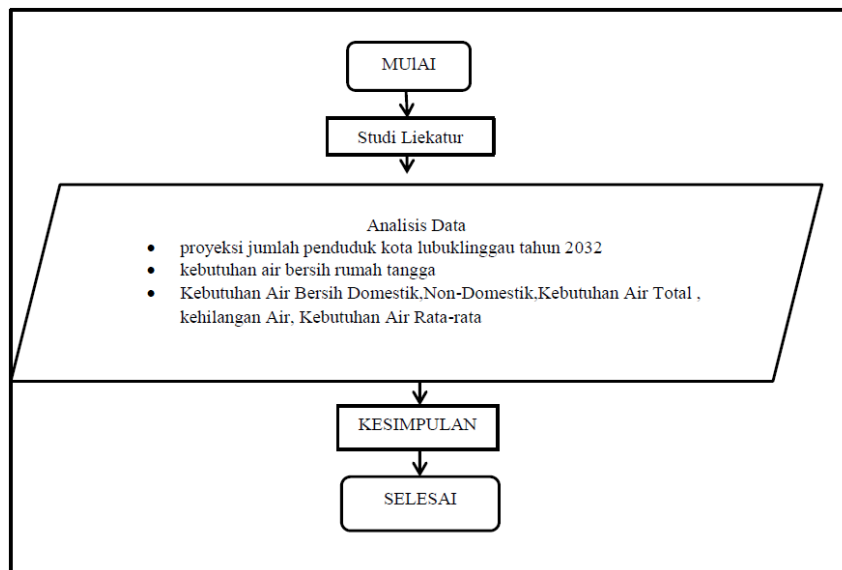 MUlAI
Studi Liekatur
Analisis Data
• proyeksi jumlah penduduk kota lubuklinggau tahun 2032
• kebutuhan air bersih rumah tangga
• Kebutuhan Air Bersih Domestik,Non-Domestik,Kebutuhan Air Total ,
kehilangan Air, Kebutuhan Air Rata-rata
KESIMPULAN
SELESAI